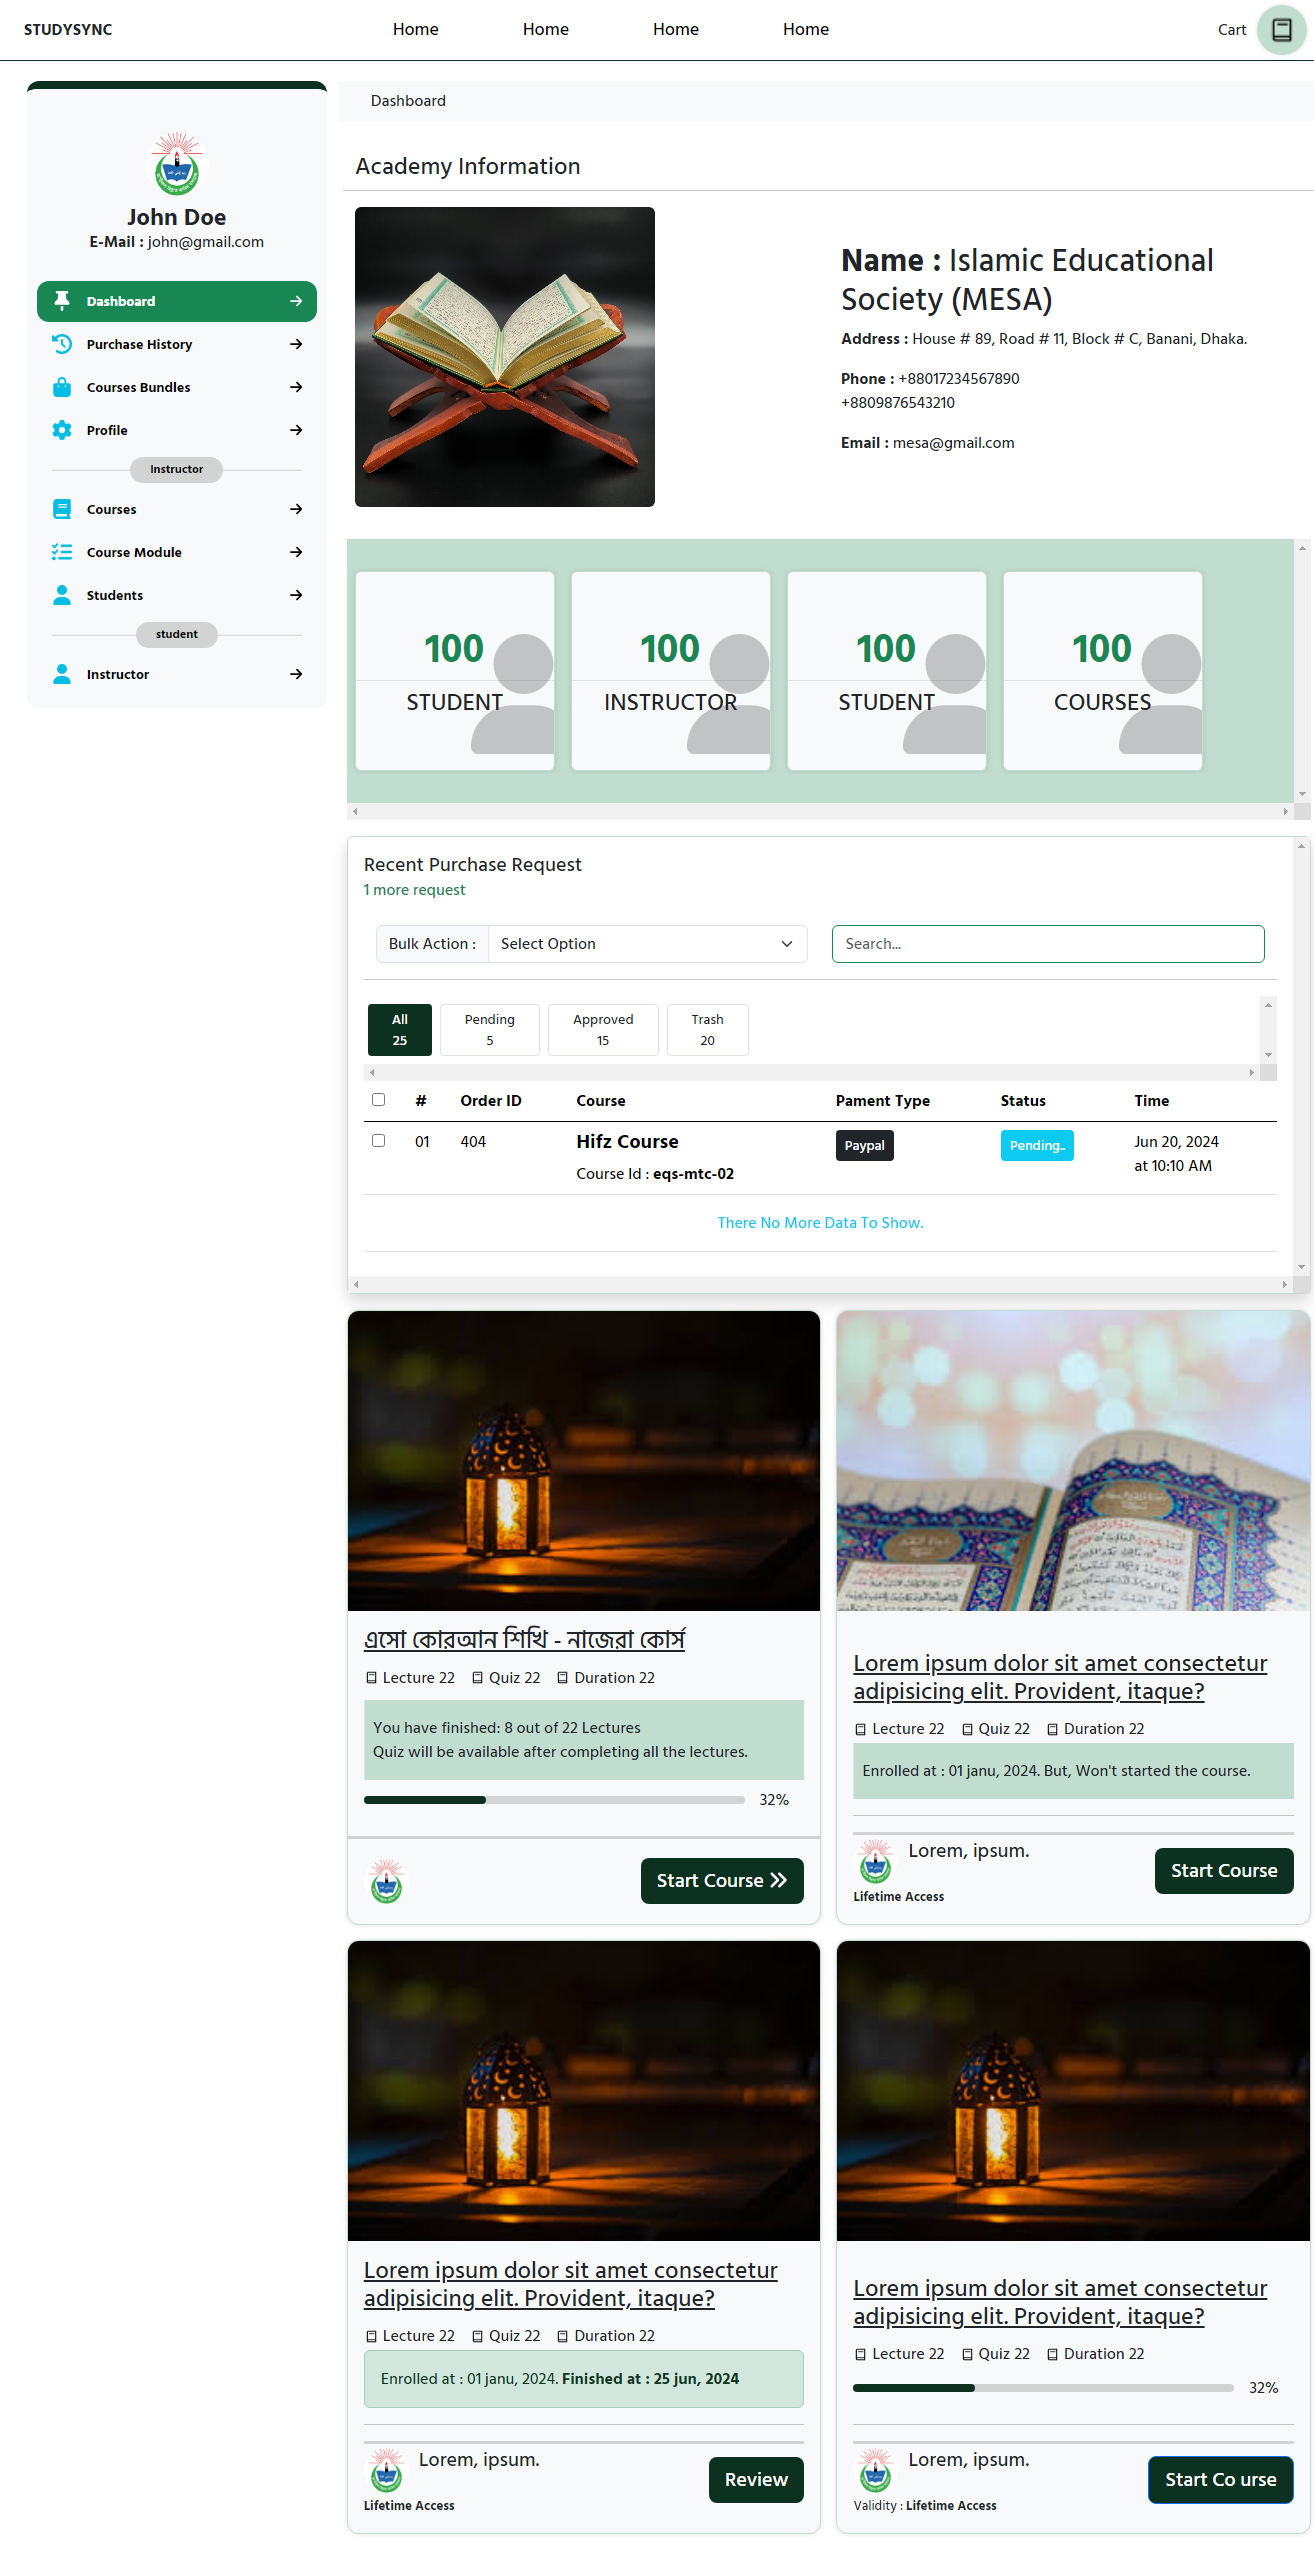 STUDYSYNC
Home
Home
Home
Home
Cart
John Doe
E-Mail : john@gmail.com
Dashboard
Purchase History
Courses Bundles
Profile
Instructor
Courses
Course Module
Students
student
Instructor
Dashboard
Academy Information
Name : Islamic Educational
Society (MESA)
Address : House # 89, Road # 11, Block # C, Banani, Dhaka.
Phone : +88017234567890
+8809876543210
Email : mesa@gmail.com
100
STUDENT
100
INSTRUCTOR
100
STUDENT
100
COURSES
Recent Purchase Request
1 more request
Bulk Action :
Select Option
Search...
All
25
Pending
5
Approved
15
Trash
20
# Order ID Course Pament Type Status Time
01 404 Hifz Course Paypal Pending.. Jun 20, 2024
at 10:10 AM
Course Id : eqs-mtc-02
There No More Data To Show.
এসো কোরআন শিখি - নাজেরা কোর্স
Lecture 22 Quiz 22 Duration 22
You have finished: 8 out of 22 Lectures
Quiz will be available after completing all the lectures.
32%
Start Course
Lorem ipsum dolor sit amet consectetur
adipisicing elit. Provident, itaque?
Lecture 22 Quiz 22 Duration 22
Enrolled at : 01 janu, 2024. But, Won't started the course.
Lorem, ipsum.
Lifetime Access
Start Course
Lorem ipsum dolor sit amet consectetur
adipisicing elit. Provident, itaque?
Lecture 22 Quiz 22 Duration 22
Enrolled at : 01 janu, 2024. Finished at : 25 jun, 2024
Lorem, ipsum.
Lifetime Access
Review
Lorem ipsum dolor sit amet consectetur
adipisicing elit. Provident, itaque?
Lecture 22 Quiz 22 Duration 22
32%
Lorem, ipsum.
Validity : Lifetime Access
Start Co urse